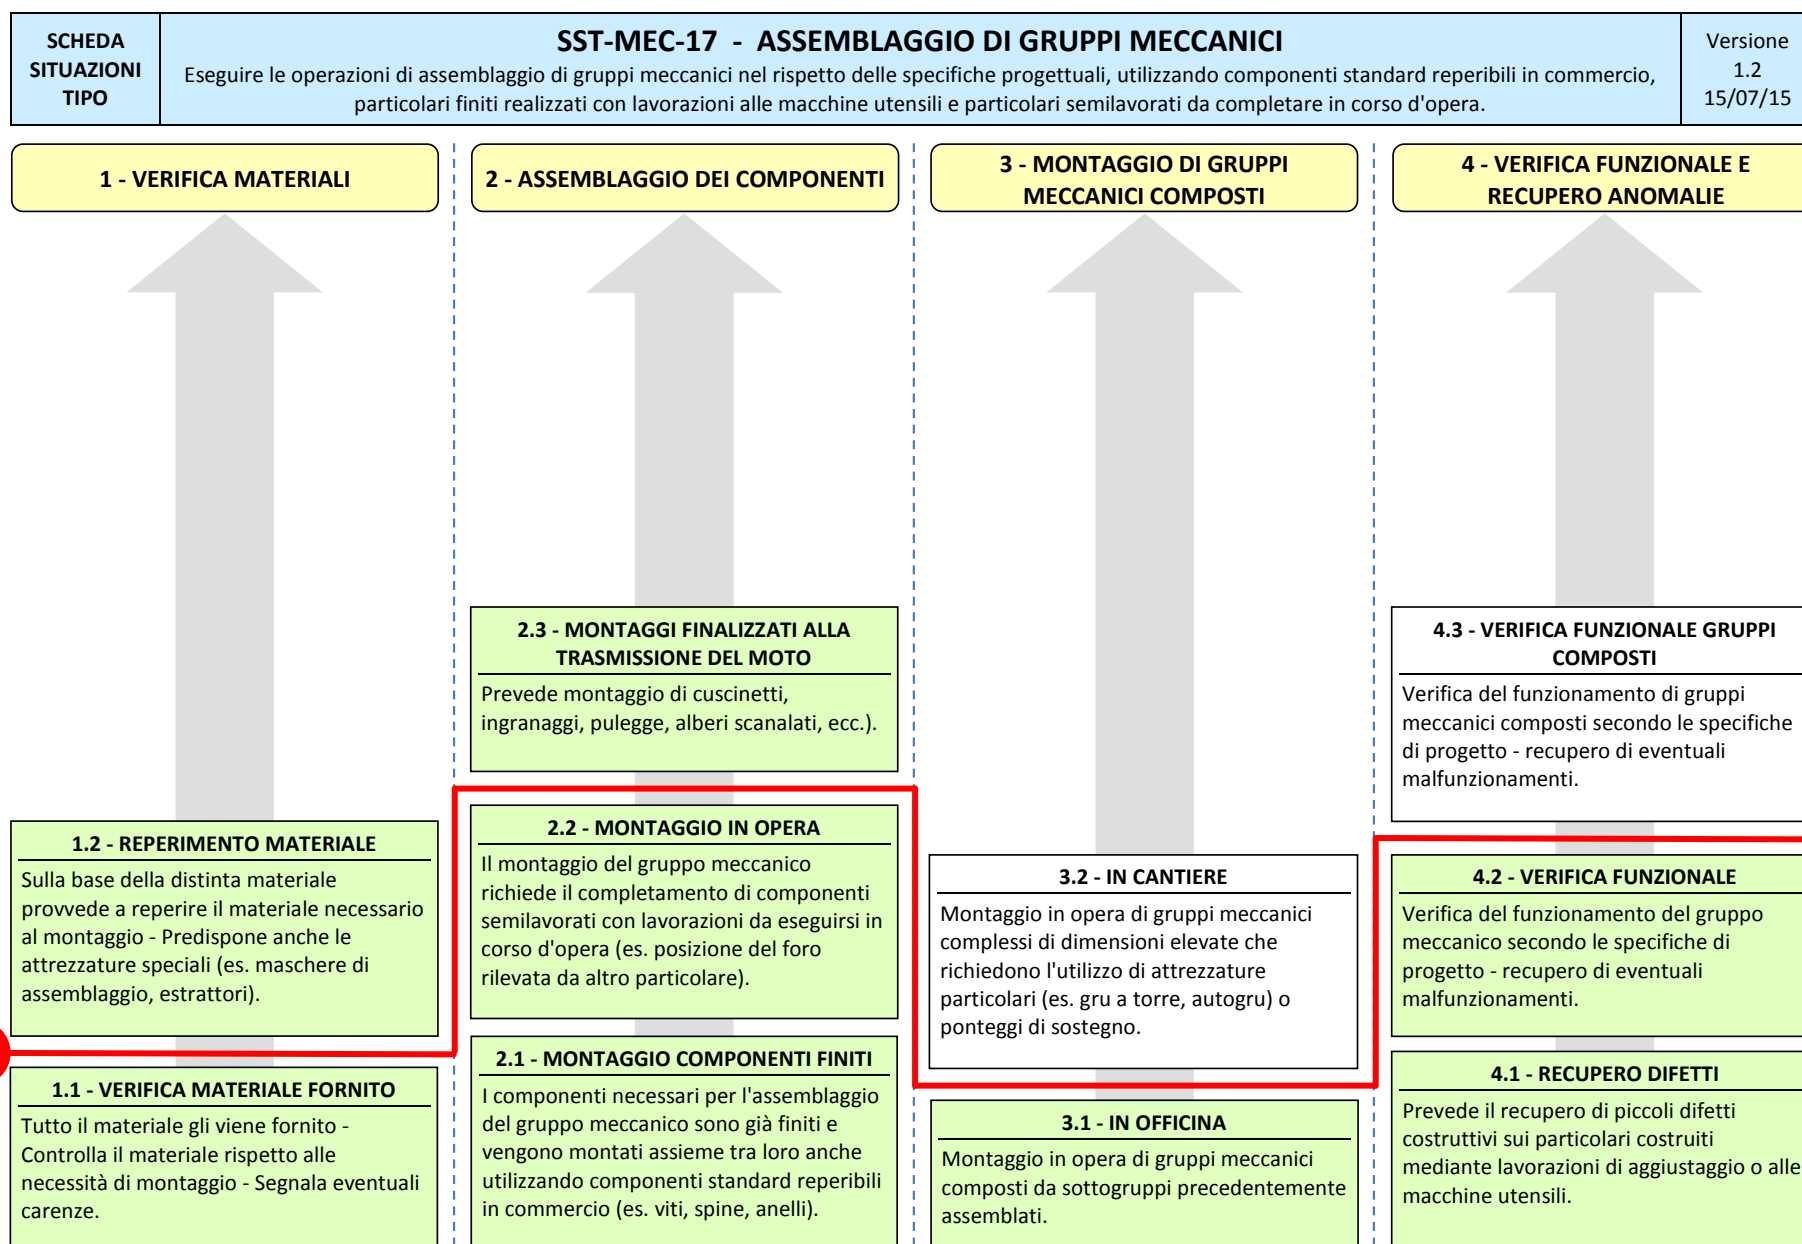 SCHEDA
SITUAZIONI
TIPO
SST-MEC-17 - ASSEMBLAGGIO DI GRUPPI MECCANICI
Eseguire le operazioni di assemblaggio di gruppi meccanici nel rispetto delle specifiche progettuali, utilizzando componenti standard reperibili in commercio,
particolari finiti realizzati con lavorazioni alle macchine utensili e particolari semilavorati da completare in corso d'opera.
Versione
1.2
15/07/15
1 - VERIFICA MATERIALI
1.2 - REPERIMENTO MATERIALE
Sulla base della distinta materiale
provvede a reperire il materiale necessario
al montaggio - Predispone anche le
attrezzature speciali (es. maschere di
assemblaggio, estrattori).
1.1 - VERIFICA MATERIALE FORNITO
Tutto il materiale gli viene fornito -
Controlla il materiale rispetto alle
necessità di montaggio - Segnala eventuali
carenze.
2 - ASSEMBLAGGIO DEI COMPONENTI
2.3 - MONTAGGI FINALIZZATI ALLA
TRASMISSIONE DEL MOTO
Prevede montaggio di cuscinetti,
ingranaggi, pulegge, alberi scanalati, ecc.).
2.2 - MONTAGGIO IN OPERA
Il montaggio del gruppo meccanico
richiede il completamento di componenti
semilavorati con lavorazioni da eseguirsi in
corso d'opera (es. posizione del foro
rilevata da altro particolare).
2.1 - MONTAGGIO COMPONENTI FINITI
I componenti necessari per l'assemblaggio
del gruppo meccanico sono già finiti e
vengono montati assieme tra loro anche
utilizzando componenti standard reperibili
in commercio (es. viti, spine, anelli).
3 - MONTAGGIO DI GRUPPI
MECCANICI COMPOSTI
3.2 - IN CANTIERE
Montaggio in opera di gruppi meccanici
complessi di dimensioni elevate che
richiedono l'utilizzo di attrezzature
particolari (es. gru a torre, autogru) o
ponteggi di sostegno.
3.1 - IN OFFICINA
Montaggio in opera di gruppi meccanici
composti da sottogruppi precedentemente
assemblati.
4 - VERIFICA FUNZIONALE E
RECUPERO ANOMALIE
4.3 - VERIFICA FUNZIONALE GRUPPI
COMPOSTI
Verifica del funzionamento di gruppi
meccanici composti secondo le specifiche
di progetto - recupero di eventuali
malfunzionamenti.
4.2 - VERIFICA FUNZIONALE
Verifica del funzionamento del gruppo
meccanico secondo le specifiche di
progetto - recupero di eventuali
malfunzionamenti.
4.1 - RECUPERO DIFETTI
Prevede il recupero di piccoli difetti
costruttivi sui particolari costruiti
mediante lavorazioni di aggiustaggio o alle
macchine utensili.